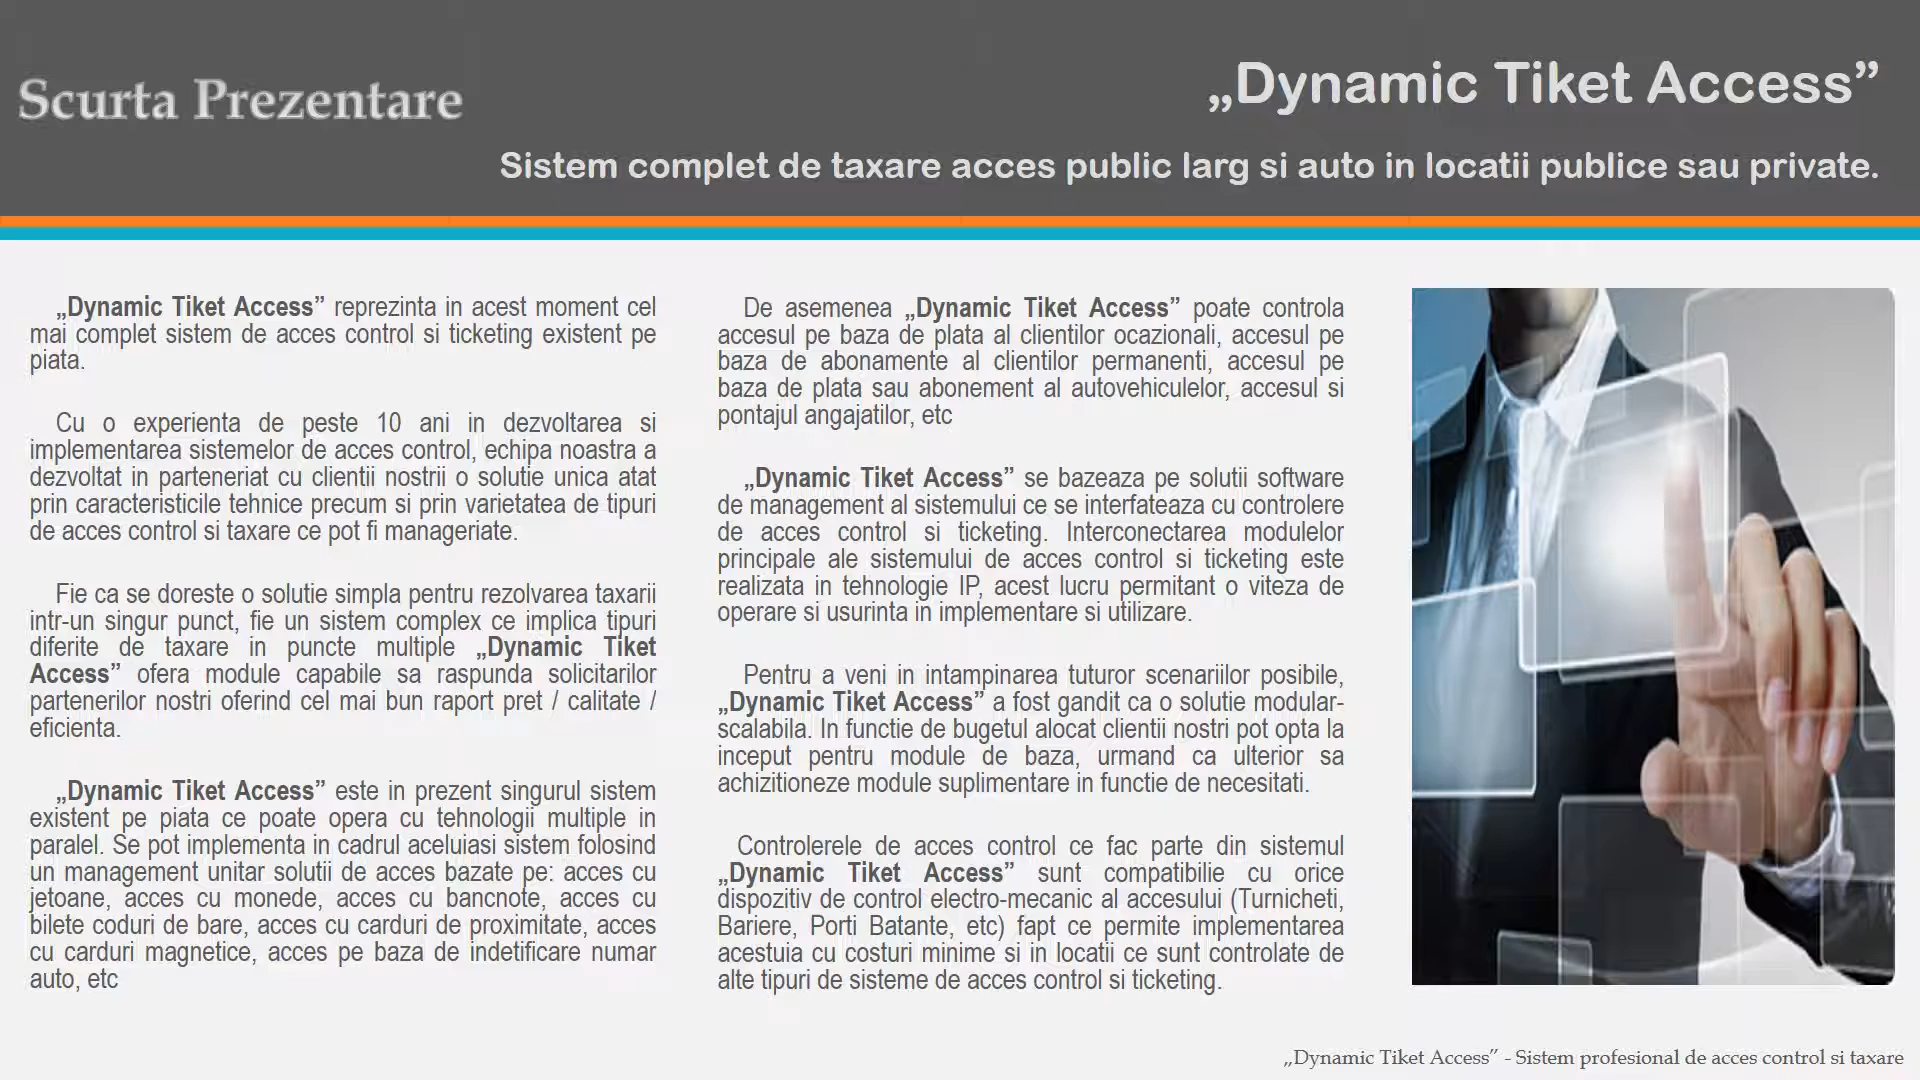 Scurta Prezentare
„Dynamic Tiket Access”
Sistem complet de taxare acces public larg si auto in locatii publice sau private.
„Dynamic Tiket Access” reprezinta in acest moment cel
mai complet sistem de acces control si ticketing existent pe
piata.
Cu o experienta de peste 10 ani in dezvoltarea si
implementarea sistemelor de acces control, echipa noastra a
dezvoltat in parteneriat cu clientii nostrii o solutie unica atat
prin caracteristicile tehnice precum si prin varietatea de tipuri
de acces control si taxare ce pot fi manageriate.
Fie ca se doreste o solutie simpla pentru rezolvarea taxarii
intr-un singur punct, fie un sistem complex ce implica tipuri
diferite de taxare in puncte multiple „Dynamic Tiket
Access” ofera module capabile sa raspunda solicitarilor
partenerilor nostri oferind cel mai bun raport pret / calitate /
eficienta.
„Dynamic Tiket Access” este in prezent singurul sistem
existent pe piata ce poate opera cu tehnologii multiple in
paralel. Se pot implementa in cadrul aceluiasi sistem folosind
un management unitar solutii de acces bazate pe: acces cu
jetoane, acces cu monede, acces cu bancnote, acces cu
bilete coduri de bare, acces cu carduri de proximitate, acces
cu carduri magnetice, acces pe baza de indetificare numar
auto, etc
De asemenea „Dynamic Tiket Access” poate controla
accesul pe baza de plata al clientilor ocazionali, accesul pe
baza de abonamente al clientilor permanenti, accesul pe
baza de plata sau abonement al autovehiculelor, accesul si
pontajul angajatilor, etc
„Dynamic Tiket Access” se bazeaza pe solutii software
de management al sistemului ce se interfateaza cu controlere
de acces control si ticketing. Interconectarea modulelor
principale ale sistemului de acces control si ticketing este
realizata in tehnologie IP, acest lucru permitant o viteza de
operare si usurinta in implementare si utilizare.
Pentru a veni in intampinarea tuturor scenariilor posibile,
„Dynamic Tiket Access” a fost gandit ca o solutie modular-
scalabila. In functie de bugetul alocat clientii nostri pot opta la
inceput pentru module de baza, urmand ca ulterior sa
achizitioneze module suplimentare in functie de necesitati.
Controlerele de acces control ce fac parte din sistemul
„Dynamic Tiket Access” sunt compatibilie cu orice
dispozitiv de control electro-mecanic al accesului (Turnicheti,
Bariere, Porti Batante, etc) fapt ce permite implementarea
acestuia cu costuri minime si in locatii ce sunt controlate de
alte tipuri de sisteme de acces control si ticketing.
„Dynamic Tiket Access” - Sistem profesional de acces control si taxare